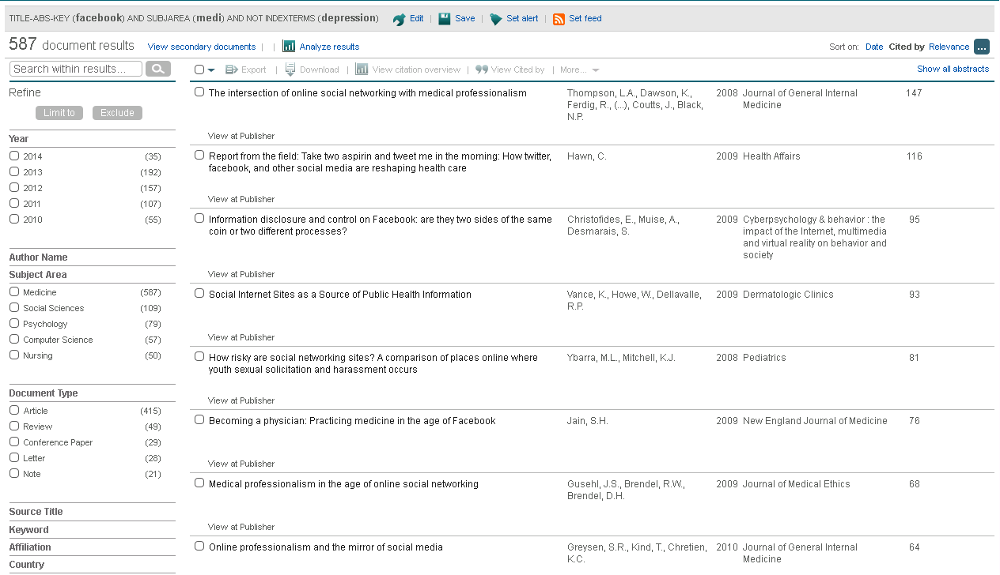 TITLE-ABS-KEY (facebook) AND SUBJAREA (medi) AND NOT INDEXTERMS (depression) Edit | Save | Set alert | Set feed
587 document results View secondary documents | | Analyze results Sort on: Date Cited by Relevance ...
Search within results... Export | Download | View citation overview | View Cited by | More... Show all abstracts
Refine
Limit to Exclude
Year
2014 (35)
2013 (192)
2012 (157)
2011 (107)
2010 (55)
Author Name
Subject Area
Medicine (587)
Social Sciences (109)
Psychology (79)
Computer Science (57)
Nursing (50)
Document Type
Article (415)
Review (49)
Conference Paper (29)
Letter (28)
Note (21)
Source Title
Keyword
Affiliation
Country
The intersection of online social networking with medical professionalism Thompson, L.A., Dawson, K., 2008 Journal of General Internal 147
Ferdig, R., (...), Coutts, J., Black, Medicine
N.P.
View at Publisher
Report from the field: Take two aspirin and tweet me in the morning: How twitter, Hawn, C. 2009 Health Affairs 116
facebook, and other social media are reshaping health care
View at Publisher
Information disclosure and control on Facebook: are they two sides of the same Christofides, E., Muise, A., 2009 Cyberpsychology & behavior : the 95
coin or two different processes? Desmarais, S. impact of the Internet, multimedia
and virtual reality on behavior and
society
View at Publisher
Social Internet Sites as a Source of Public Health Information Vance, K., Howe, W., Dellavalle, 2009 Dermatologic Clinics 93
R.P.
View at Publisher
How risky are social networking sites? A comparison of places online where Ybarra, M.L., Mitchell, K.J. 2008 Pediatrics 81
youth sexual solicitation and harassment occurs
View at Publisher
Becoming a physician: Practicing medicine in the age of Facebook Jain, S.H. 2009 New England Journal of Medicine 76
View at Publisher
Medical professionalism in the age of online social networking Gusehl, J.S., Brendel, R.W., 2009 Journal of Medical Ethics 68
Brendel, D.H.
View at Publisher
Online professionalism and the mirror of social media Greysen, S.R., Kind, T., Chretien, 2010 Journal of General Internal 64
K.C. Medicine